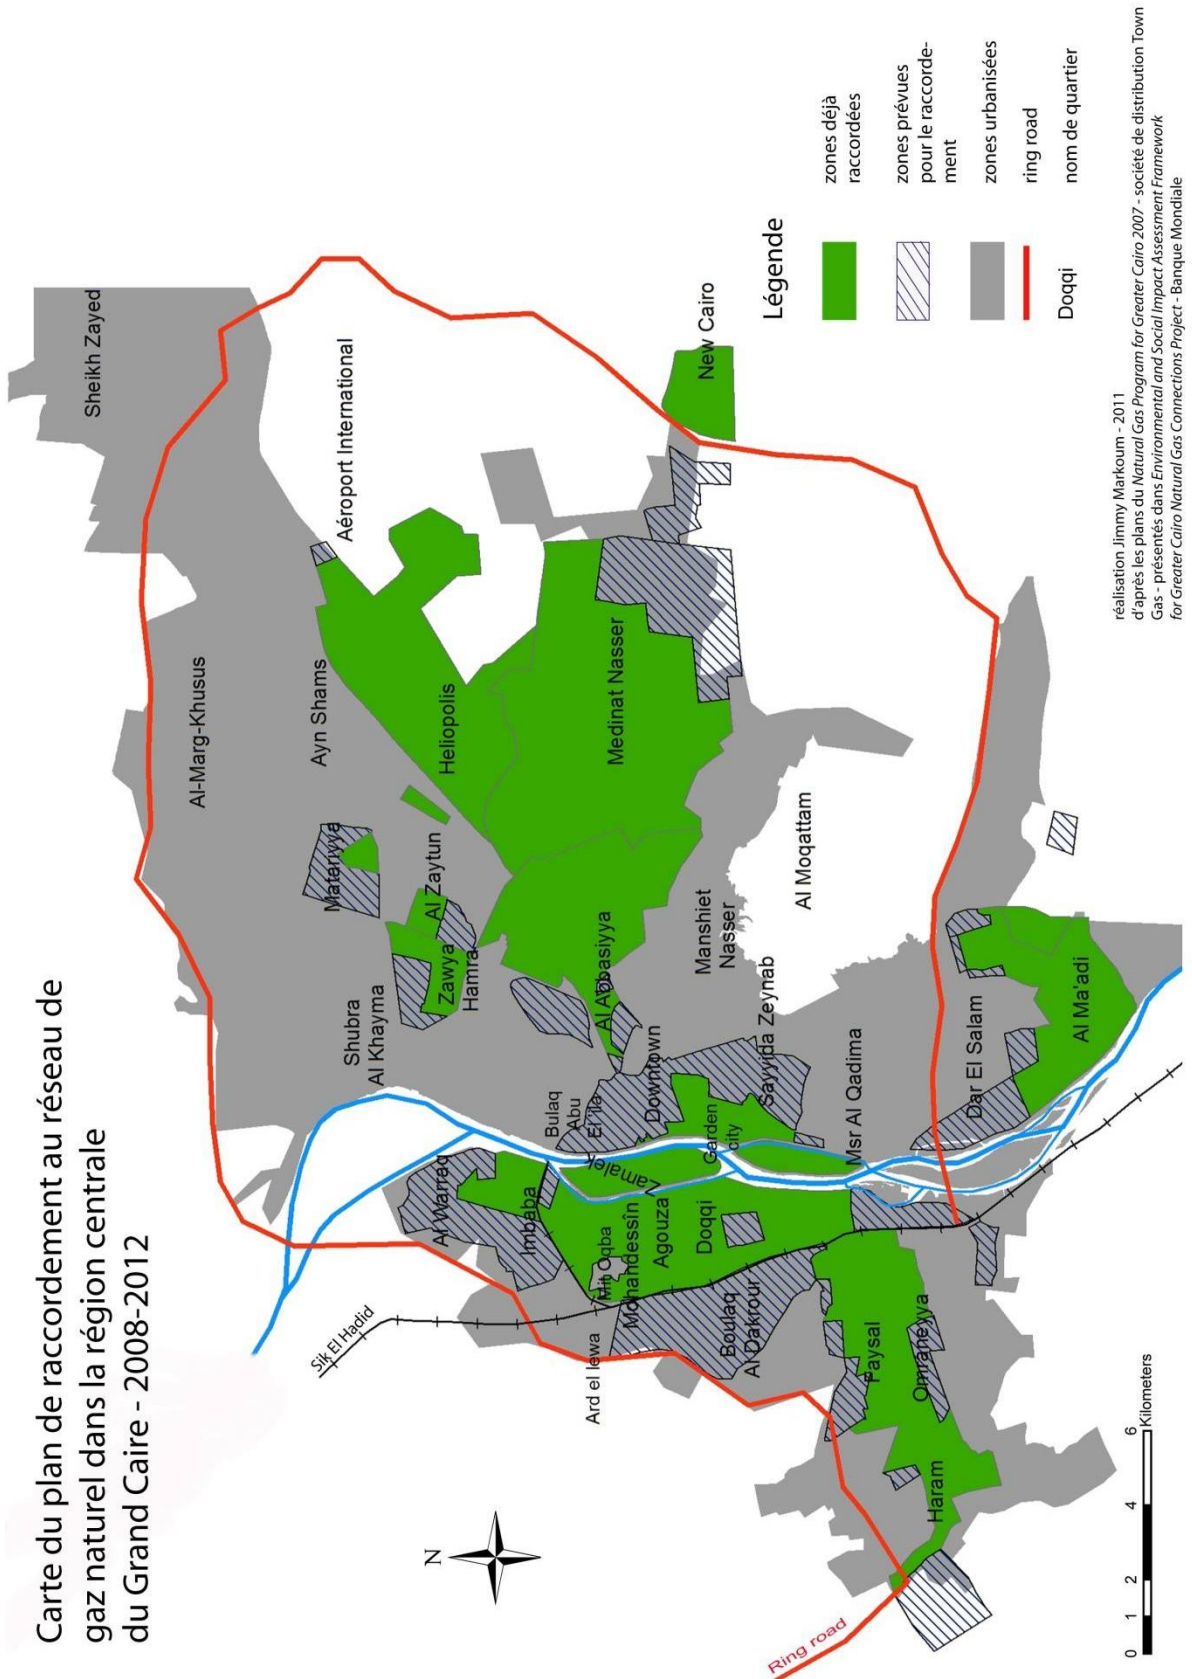 Carte du plan de raccordement au réseau de
gaz naturel dans la région centrale
du Grand Caire - 2008-2012
Sheikh Zayed
Al-Marg-Khusus
Aéroport International
Ayn Shams
Matariyya
Heliopolis
Shubra
Al Khayma
Al Zaytun
Zawya
Hamra
Medinat Nasser
New Cairo
Al Abbasiyya
Manshiet
Nasser
Al Moqattam
Bulaq
Abu
El'ila
Downtown
Sayyida Zeynab
Garden
city
Zamalek
Msr Al Qadima
Dar El Salam
Al Ma'adi
Al Warraq
Imbaba
Mit Oqba
Mohandessîn
Agouza
Doqqi
Sik El Hadid
Ard el lewa
Boulaq
Al Dakrour
Faysal
Omraneyya
Haram
Ring road
N
0 1 2 4 6
Kilometers
Légende
zones déjà
raccordées
zones prévues
pour le raccorde-
ment
zones urbanisées
ring road
Doqqi
nom de quartier
réalisation Jimmy Markoum - 2011
d'après les plans du Natural Gas Program for Greater Cairo 2007 - société de distribution Town
Gas - présentés dans Environmental and Social Impact Assessment Framework
for Greater Cairo Natural Gas Connections Project - Banque Mondiale